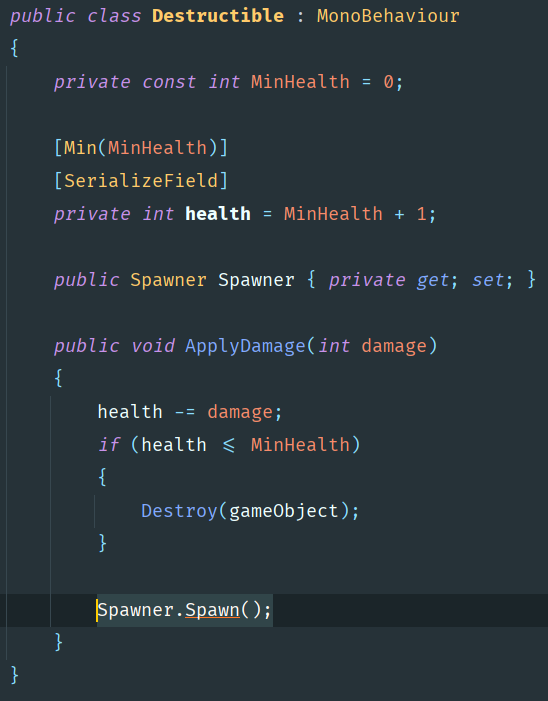 public class Destructible : MonoBehaviour
{
    private const int MinHealth = 0;

    [Min(MinHealth)]
    [SerializeField]
    private int health = MinHealth + 1;

    public Spawner Spawner { private get; set; }

    public void ApplyDamage(int damage)
    {
        health -= damage;
        if (health <= MinHealth)
        {
            Destroy(gameObject);
        }

        Spawner.Spawn();
    }
}